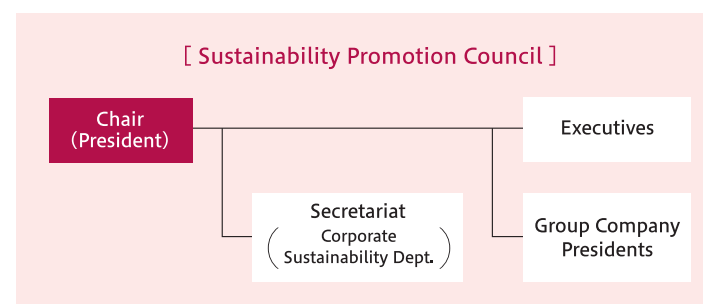 [ Sustainability Promotion Council ]
Chair
(President)
Executives
Secretariat
(Corporate
Sustainability Dept.)
Group Company
Presidents